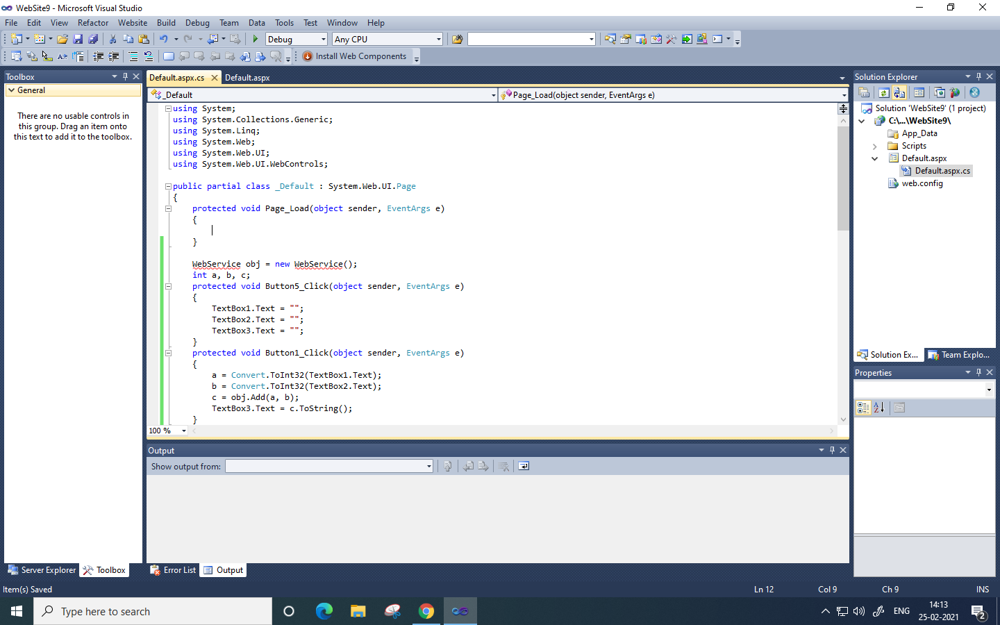 WebSite9 - Microsoft Visual Studio
File Edit View Refactor Website Build Debug Team Data Tools Test Window Help
Debug Any CPU
Install Web Components
Toolbox
General
There are no usable controls in
this group. Drag an item onto
this text to add it to the toolbox.
Server Explorer Toolbox
Default.aspx.cs Default.aspx
_Default Page_Load(object sender, EventArgs e)
using System;
using System.Collections.Generic;
using System.Linq;
using System.Web;
using System.Web.UI;
using System.Web.UI.WebControls;
public partial class _Default : System.Web.UI.Page
{
protected void Page_Load(object sender, EventArgs e)
{
}
WebService obj = new WebService();
int a, b, c;
protected void Button5_Click(object sender, EventArgs e)
{
TextBox1.Text = "";
TextBox2.Text = "";
TextBox3.Text = "";
}
protected void Button1_Click(object sender, EventArgs e)
{
a = Convert.ToInt32(TextBox1.Text);
b = Convert.ToInt32(TextBox2.Text);
c = obj.Add(a, b);
TextBox3.Text = c.ToString();
}
100 %
Output
Show output from:
Error List Output
Solution Explorer
Solution 'WebSite9' (1 project)
C:\...\WebSite9\
App_Data
Scripts
Default.aspx
Default.aspx.cs
web.config
Solution Ex... Team Explo...
Properties
Item(s) Saved Ln 12 Col 9 Ch 9 INS
Type here to search
ENG
14:13
25-02-2021
2